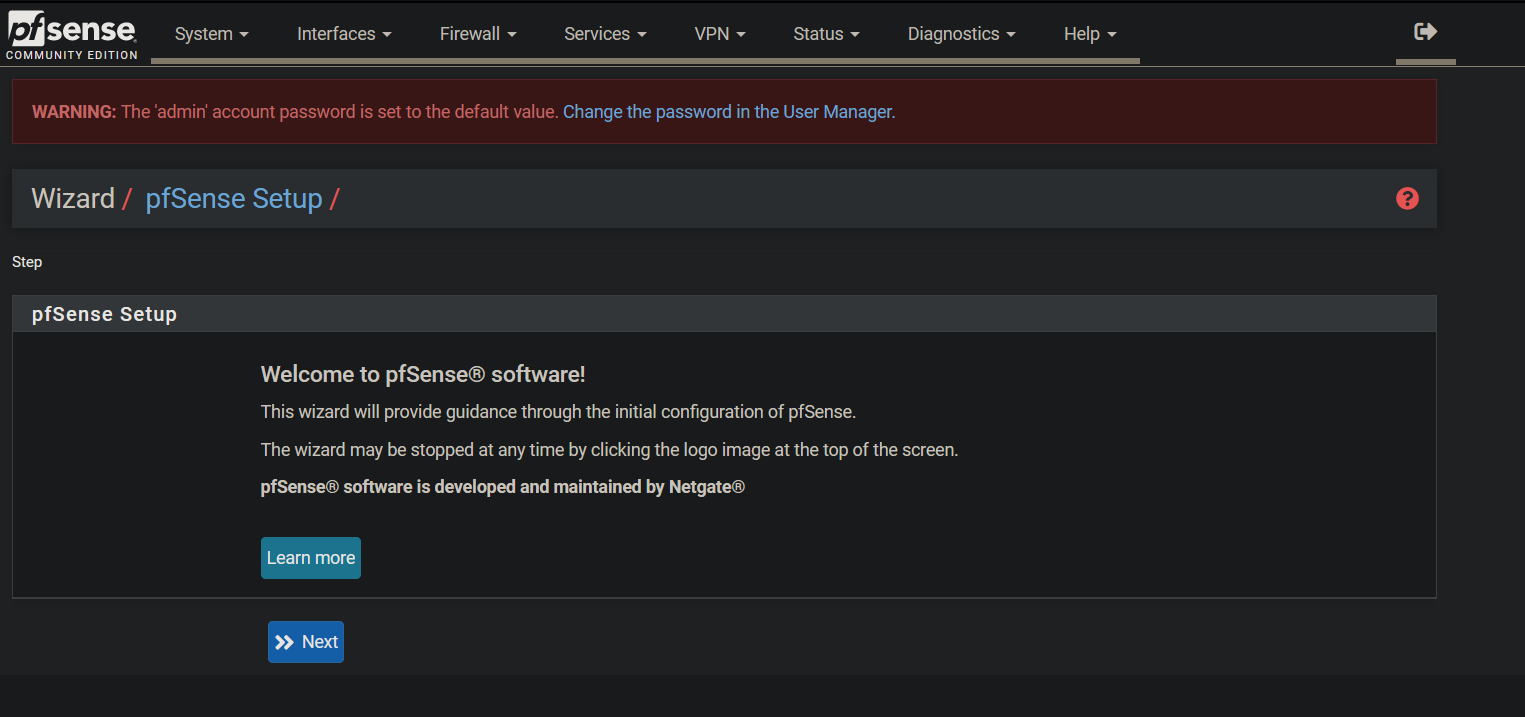 pfsense
COMMUNITY EDITION
System Interfaces Firewall Services VPN Status Diagnostics Help
WARNING: The 'admin' account password is set to the default value. Change the password in the User Manager.
Wizard / pfSense Setup / ?
Step
pfSense Setup
Welcome to pfSense® software!
This wizard will provide guidance through the initial configuration of pfSense.
The wizard may be stopped at any time by clicking the logo image at the top of the screen.
pfSense® software is developed and maintained by Netgate®
Learn more
Next